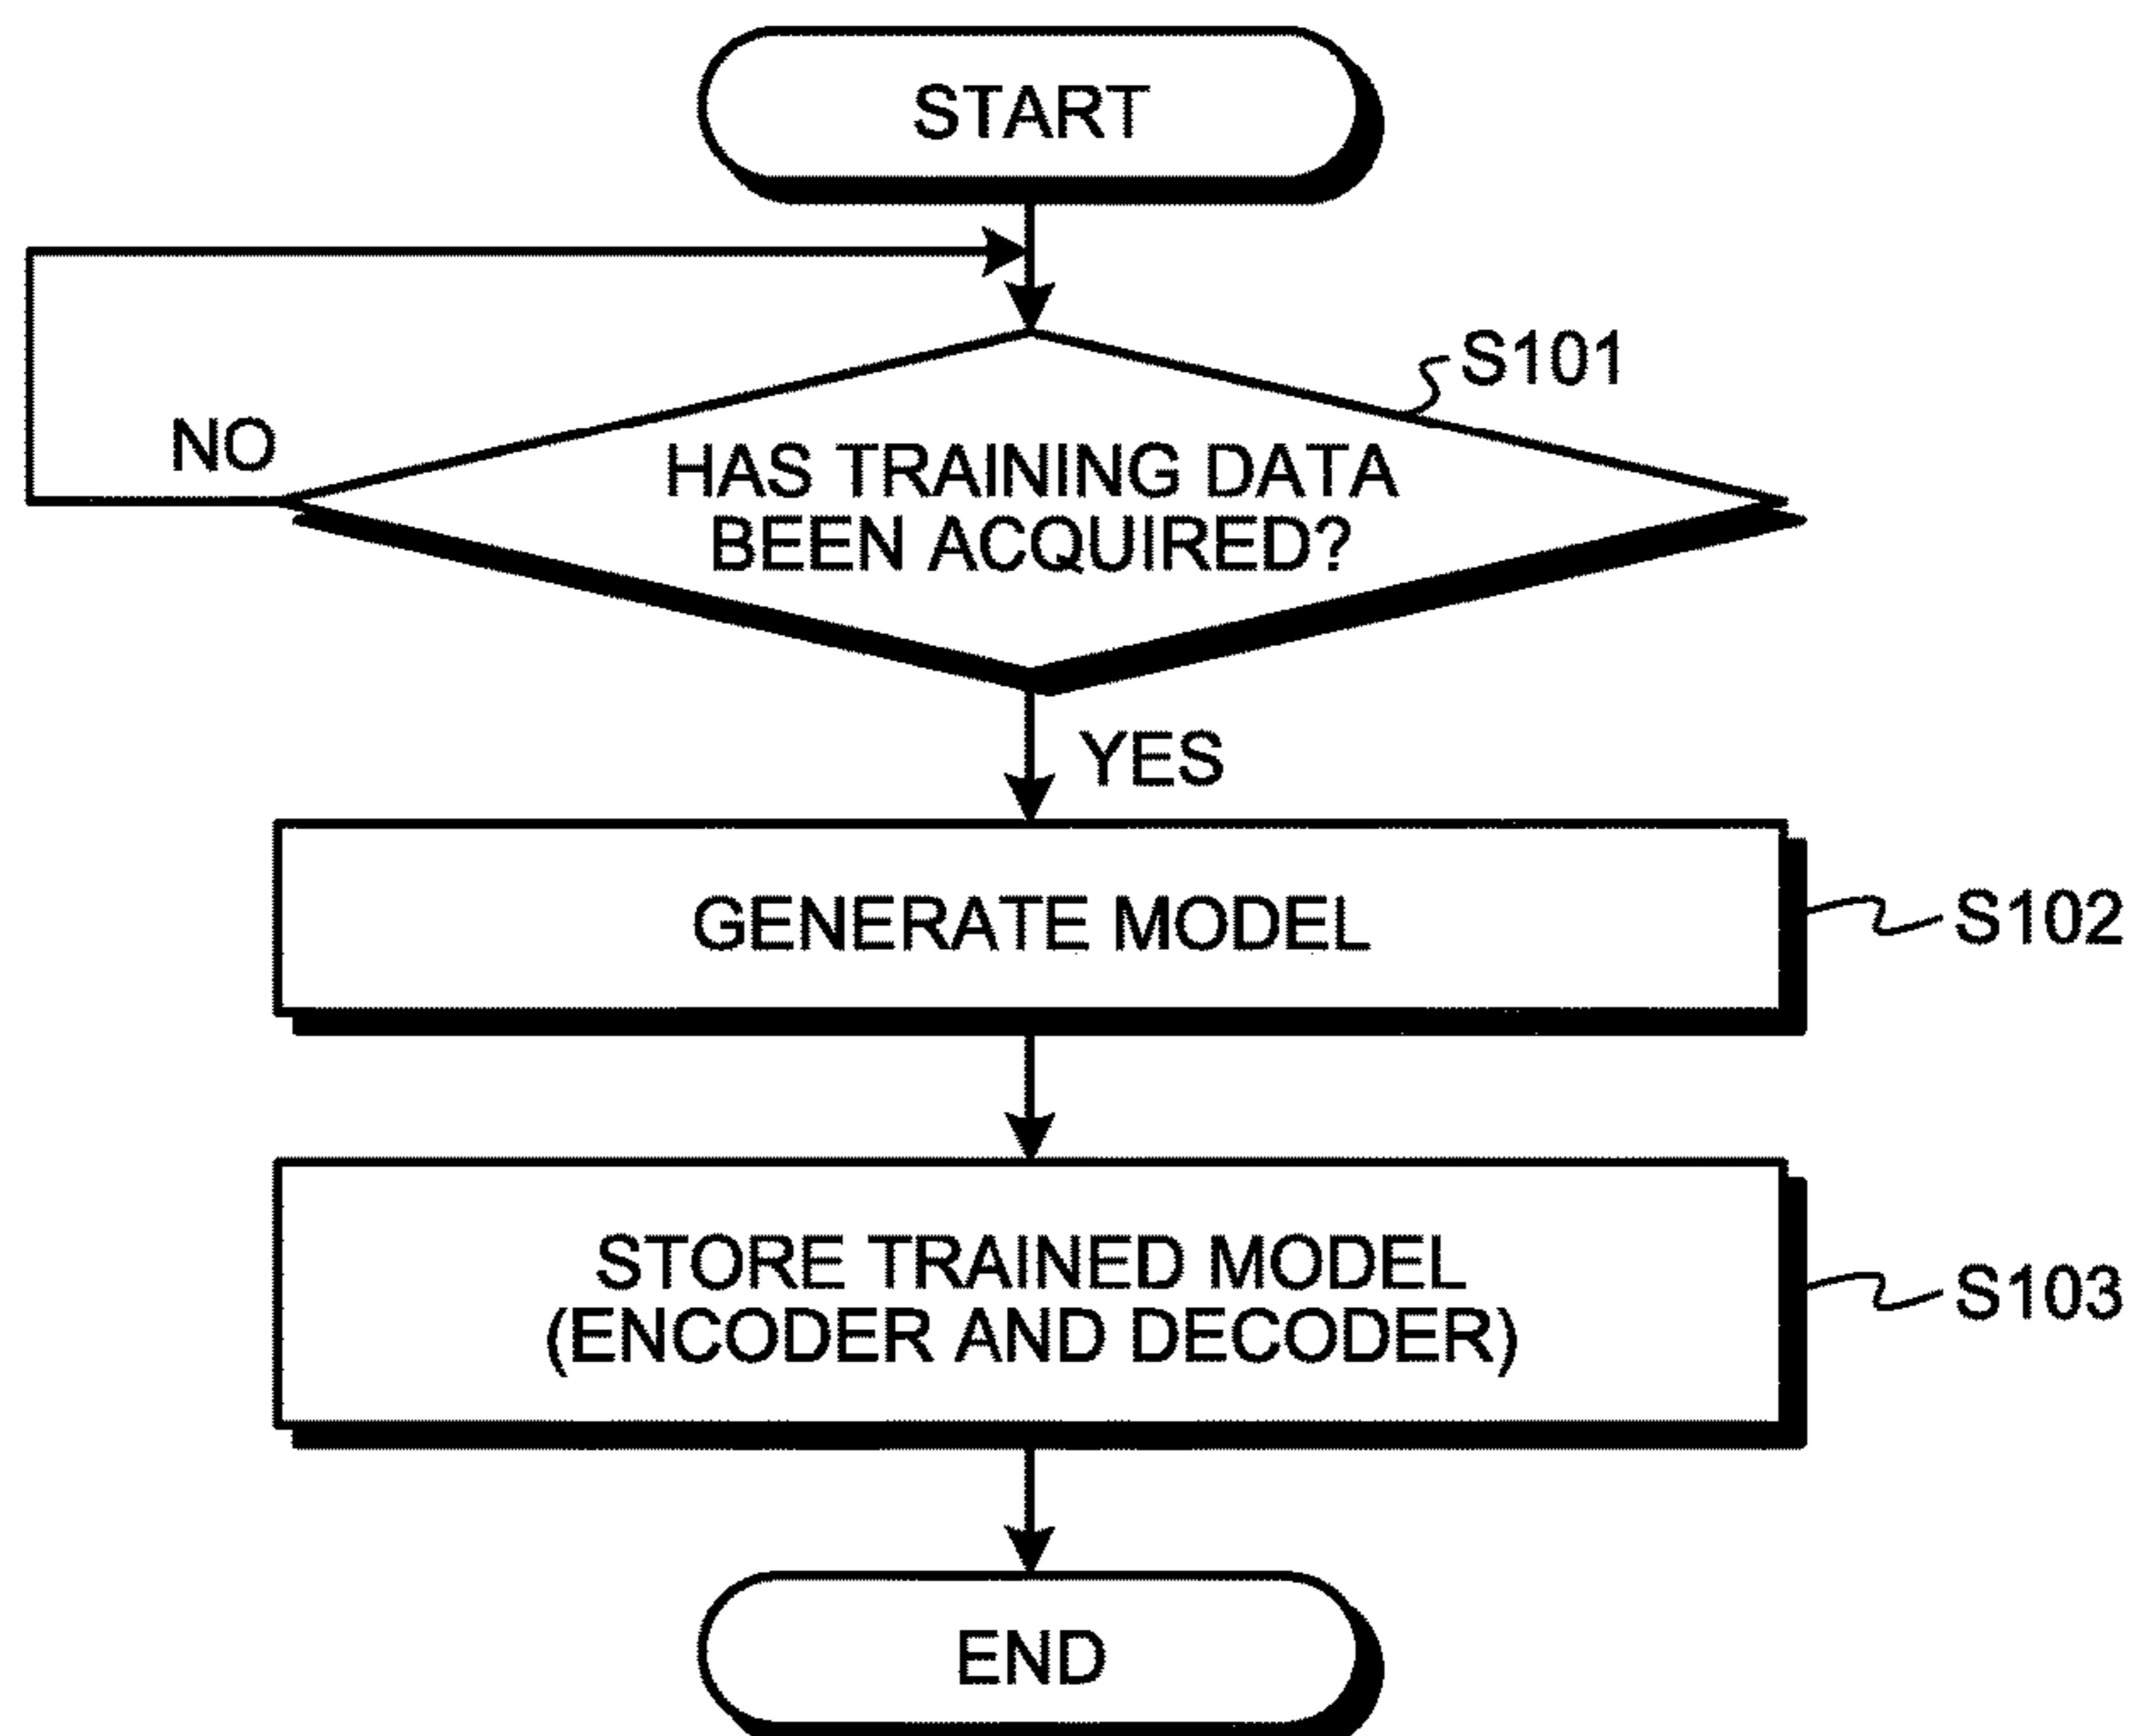 START
S101
NO
HAS TRAINING DATA
BEEN ACQUIRED?
YES
GENERATE MODEL
S102
STORE TRAINED MODEL
(ENCODER AND DECODER)
S103
END